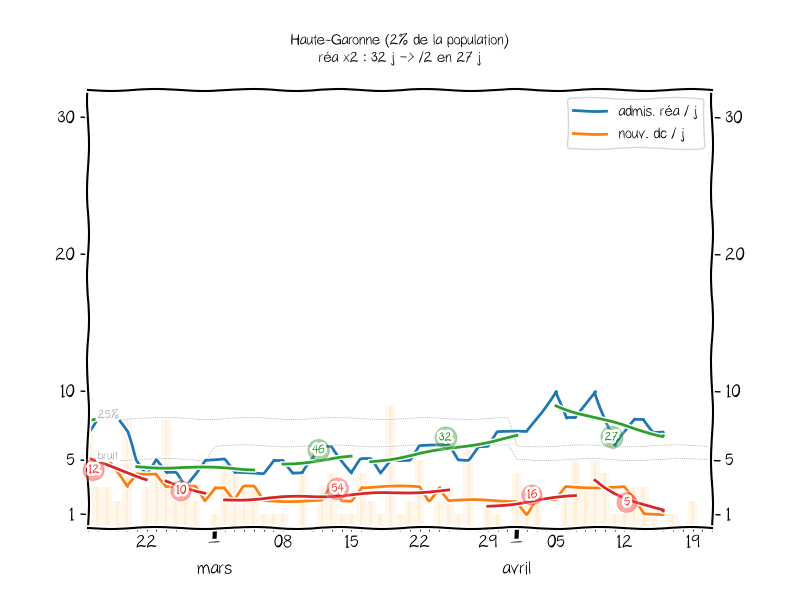 Haute-Garonne (2% de la population)
réa x2 : 32 j -> /2 en 27 j
admis. réa / j
nouv. dc / j
30 30
20 20
10 10
5 5
1 1
25%
bruit
12
10
46
54
32
16
27
5
22 1 08 15 22 29 1 05 12 19
mars avril